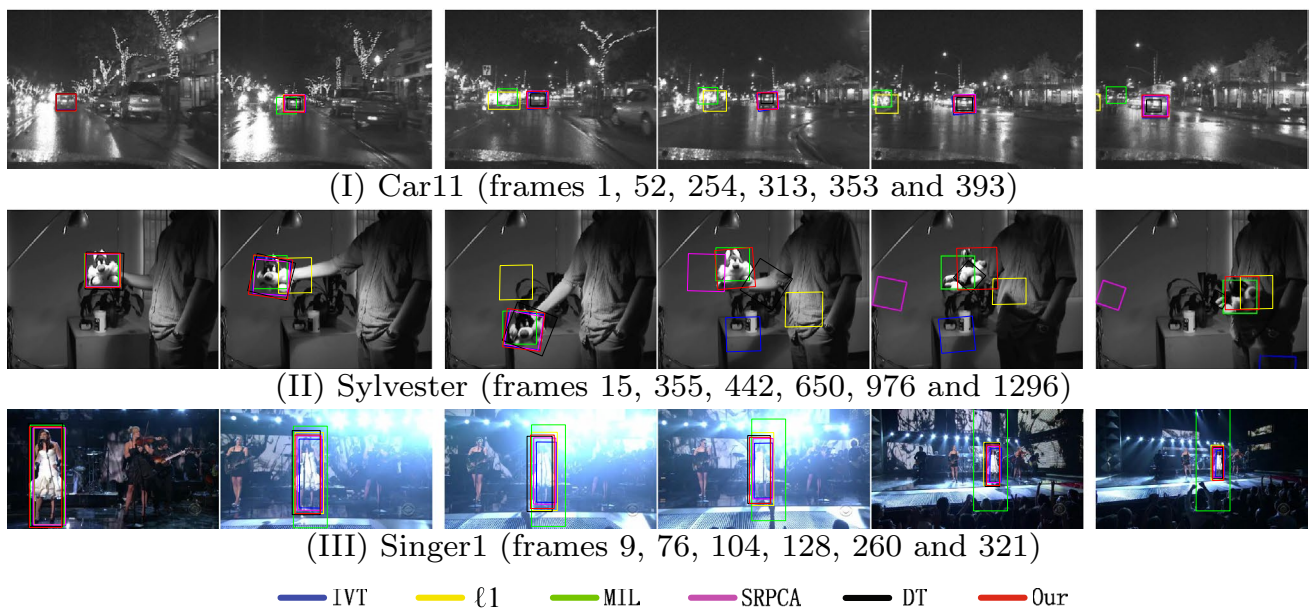 (I) Car11 (frames 1, 52, 254, 313, 353 and 393)
(II) Sylvester (frames 15, 355, 442, 650, 976 and 1296)
(III) Singer1 (frames 9, 76, 104, 128, 260 and 321)
IVT ℓ1 MIL SRPCA DT Our